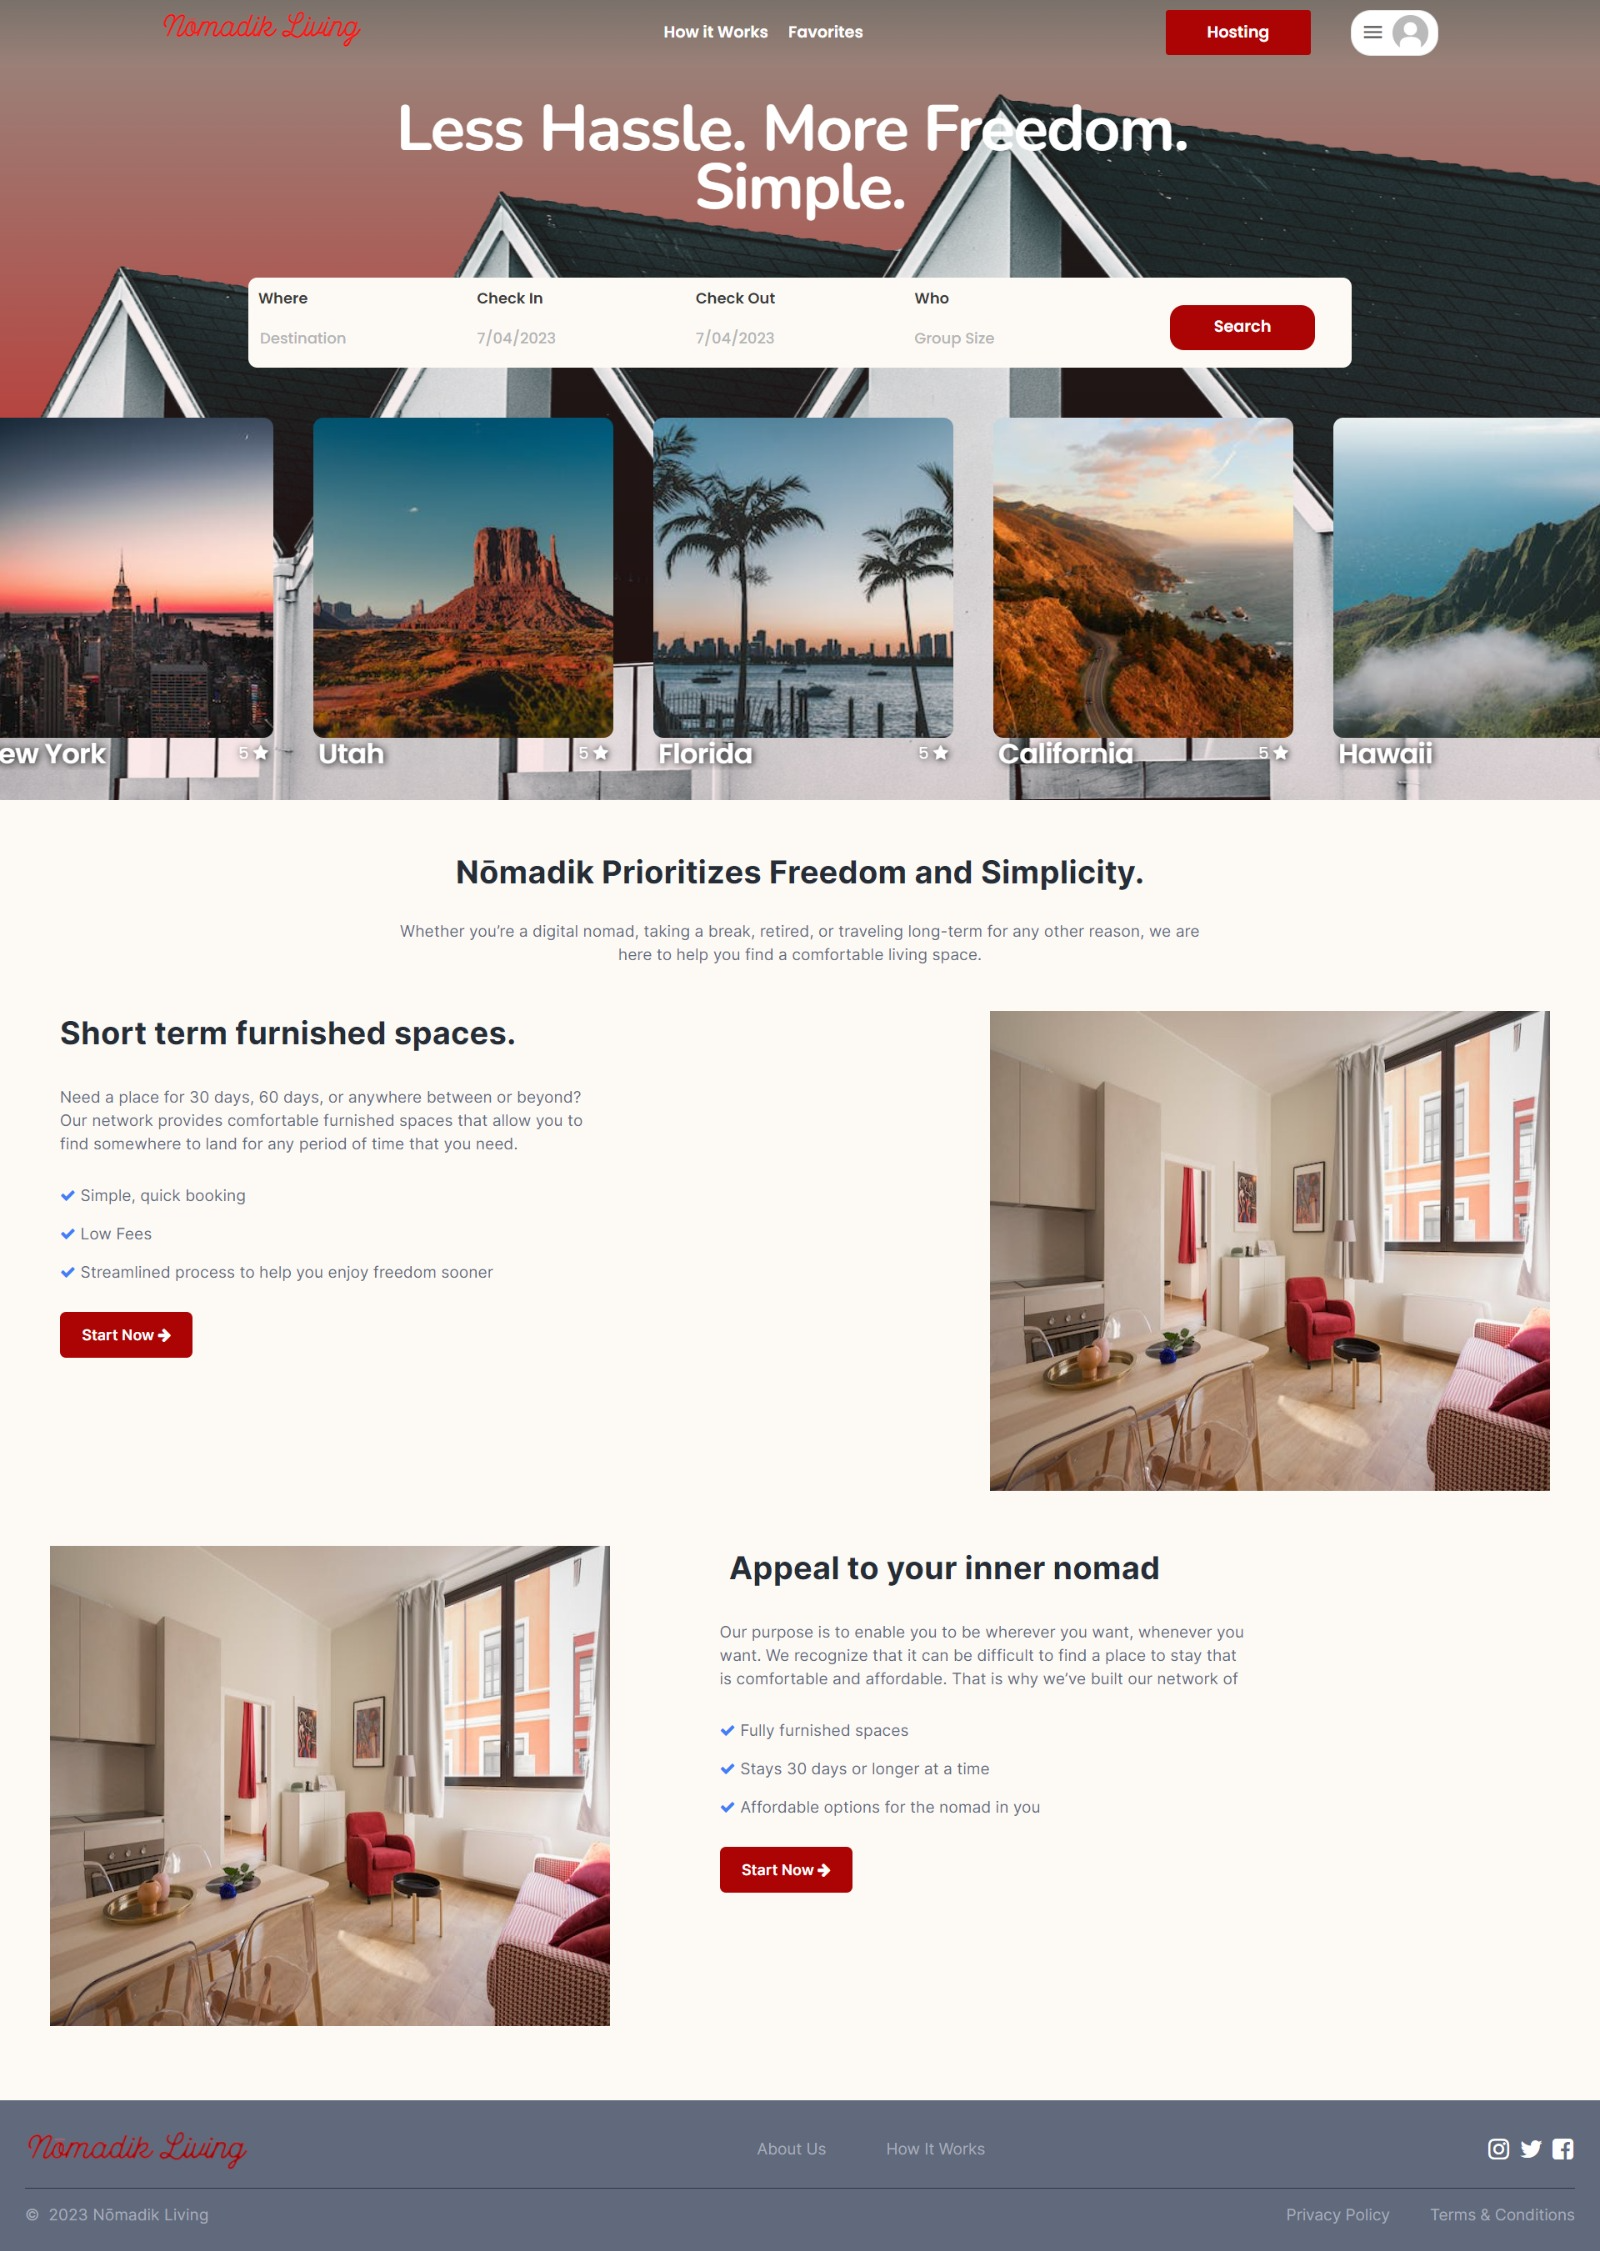 Nomadik Living
How it Works
Favorites
Hosting
Less Hassle. More Freedom.
Simple.
Where
Check In
Check Out
Who
Destination
7/04/2023
7/04/2023
Group Size
Search
ew York
5
Utah
5
Florida
5
California
5
Hawaii
Nōmadik Prioritizes Freedom and Simplicity.
Whether you’re a digital nomad, taking a break, retired, or traveling long-term for any other reason, we are
here to help you find a comfortable living space.
Short term furnished spaces.
Need a place for 30 days, 60 days, or anywhere between or beyond?
Our network provides comfortable furnished spaces that allow you to
find somewhere to land for any period of time that you need.
Simple, quick booking
Low Fees
Streamlined process to help you enjoy freedom sooner
Start Now
Appeal to your inner nomad
Our purpose is to enable you to be wherever you want, whenever you
want. We recognize that it can be difficult to find a place to stay that
is comfortable and affordable. That is why we’ve built our network of
Fully furnished spaces
Stays 30 days or longer at a time
Affordable options for the nomad in you
Start Now
Nomadik Living
About Us
How It Works
© 2023 Nōmadik Living
Privacy Policy
Terms & Conditions